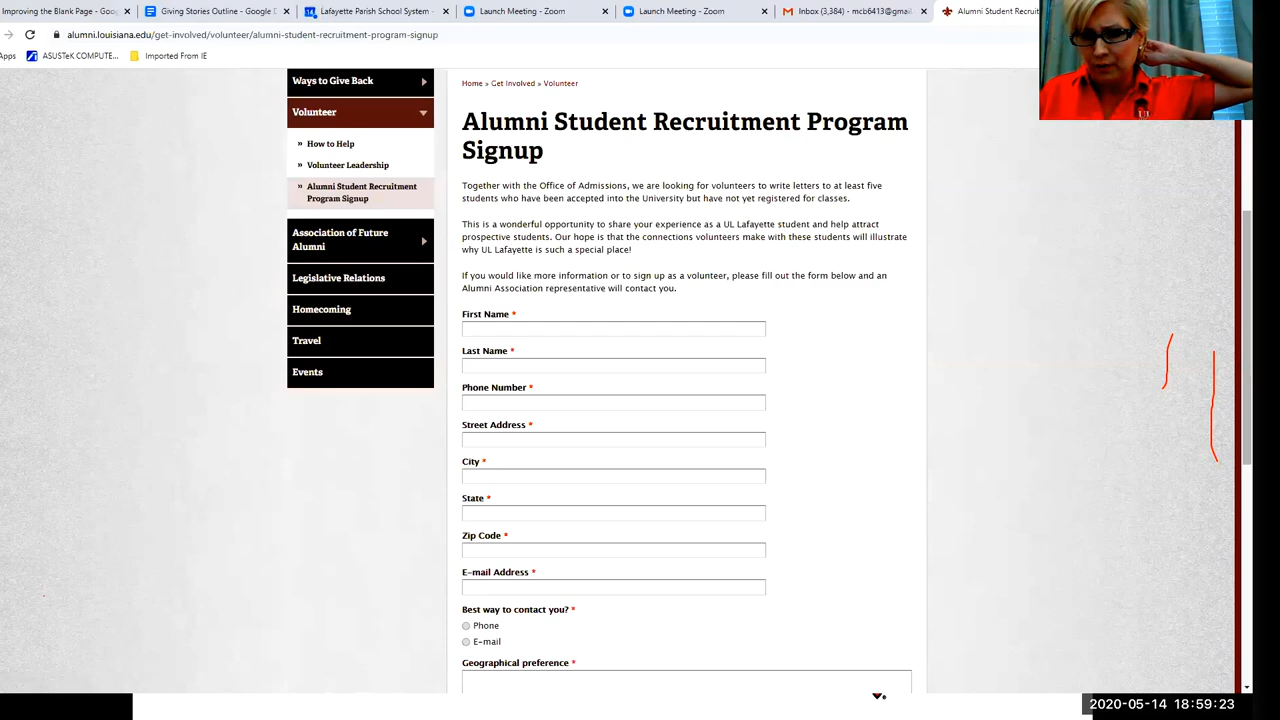 Improving the Blank Page - Goog
Giving Stories Outline - Google D
Lafayette Parish School System -
Launch Meeting - Zoom
Launch Meeting - Zoom
Inbox (3,384) - mcb6413@gmail.
Alumni Student Recruit
alumni.louisiana.edu/get-involved/volunteer/alumni-student-recruitment-program-signup
Apps
ASUSTeK COMPUTE...
Imported From IE
Ways to Give Back
Volunteer
» How to Help
» Volunteer Leadership
» Alumni Student Recruitment
Program Signup
Association of Future
Alumni
Legislative Relations
Homecoming
Travel
Events
Home » Get Involved » Volunteer
Alumni Student Recruitment Program
Signup
Together with the Office of Admissions, we are looking for volunteers to write letters to at least five
students who have been accepted into the University but have not yet registered for classes.
This is a wonderful opportunity to share your experience as a UL Lafayette student and help attract
prospective students. Our hope is that the connections volunteers make with these students will illustrate
why UL Lafayette is such a special place!
If you would like more information or to sign up as a volunteer, please fill out the form below and an
Alumni Association representative will contact you.
First Name *
Last Name *
Phone Number *
Street Address *
City *
State *
Zip Code *
E-mail Address *
Best way to contact you? *
Phone
E-mail
Geographical preference *
2020-05-14 18:59:23